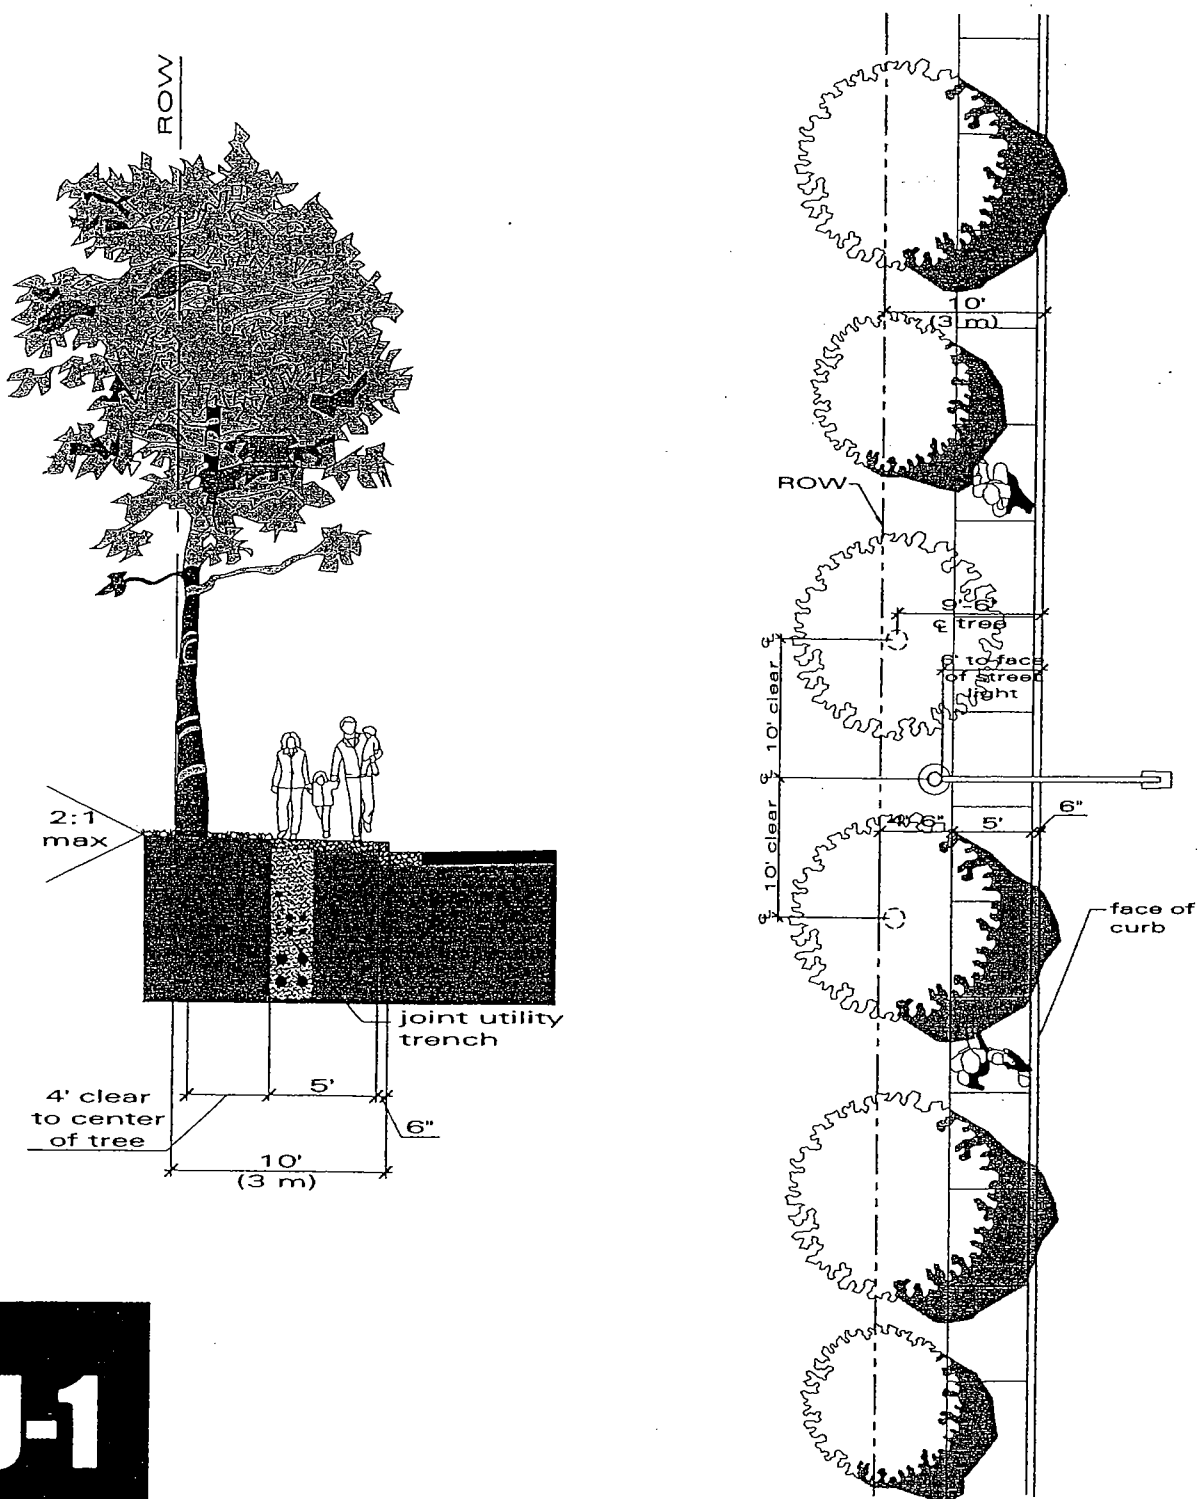 ROW
2:1
max
joint utility
trench
4' clear
to center
of tree
5'
6"
10'
(3 m)
10'
(3 m)
ROW
9'-6"
℄ tree
6' to face
of street
light
℄
10' clear
℄
10' clear
℄
4'-6"
5'
6"
face of
curb
-1